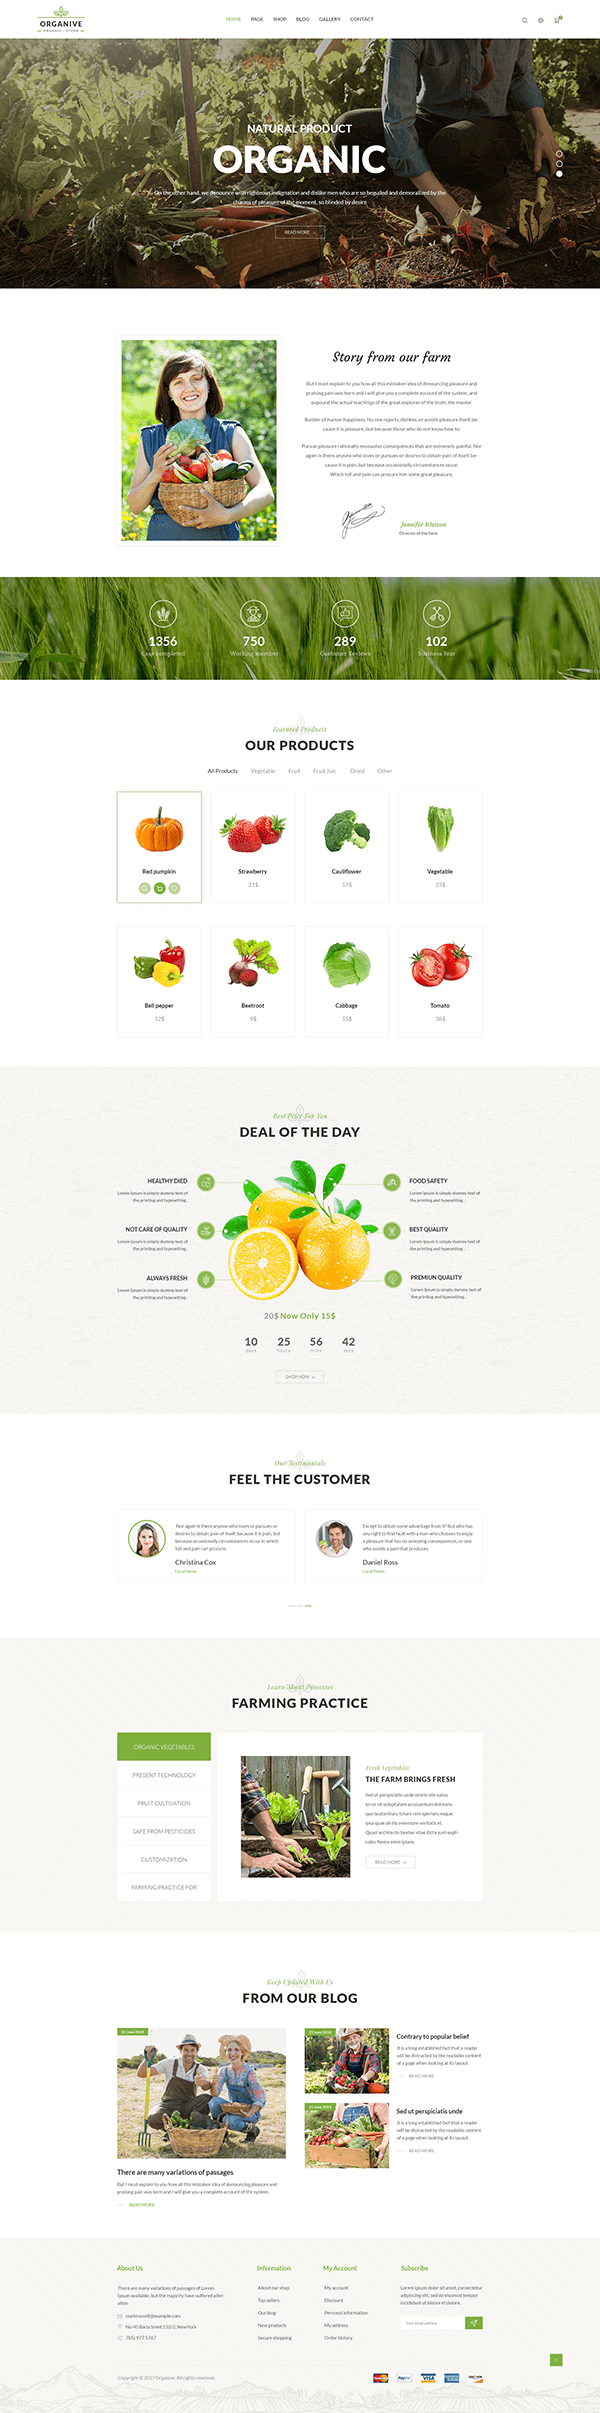 ORGANIVE
ORGANIC - STORE
HOME PAGE SHOP BLOG GALLERY CONTACT
NATURAL PRODUCT
ORGANIC
On the other hand, we denounce with righteous indignation and dislike men who are so beguiled and demoralized by the
charms of pleasure of the moment, so blinded by desire
READ MORE
Story from our farm
But I must explain to you how all this mistaken idea of denouncing pleasure and
praising pain was born and I will give you a complete account of the system, and
expound the actual teachings of the great explorer of the truth, the master.
Builder of human happiness. No one rejects, dislikes, or avoids pleasure itself, be-
cause it is pleasure, but because those who do not know how to.
Pursue pleasure rationally encounter consequences that are extremely painful. Nor
again is there anyone who loves or pursues or desires to obtain pain of itself, be-
cause it is pain, but because occasionally circumstances occur.
Which toil and pain can procure him some great pleasure.
Jennifer Watson
Director of the Farm
1356
Case completed
750
Working member
289
Customer Reviews
102
Business Year
Featured Products
OUR PRODUCTS
All Products Vegetable Fruit Fruit Juic Dried Other
Red pumpkin
Strawberry
21$
Cauliflower
19$
Vegetable
23$
Bell pepper
12$
Beetroot
9$
Cabbage
15$
Tomato
38$
Best Price For You
DEAL OF THE DAY
HEALTHY DIED
Lorem Ipsum is simply dummy text of
the printing and typesetting..
NOT CARE OF QUALITY
Lorem Ipsum is simply dummy text of
the printing and typesetting..
ALWAYS FRESH
Lorem Ipsum is simply dummy text of
the printing and typesetting..
FOOD SAFETY
Lorem Ipsum is simply dummy text of
the printing and typesetting..
BEST QUALITY
Lorem Ipsum is simply dummy text of
the printing and typesetting..
PREMIUN QUALITY
Lorem Ipsum is simply dummy text of
the printing and typesetting..
20$ Now Only 15$
10 25 56 42
days hours mins secs
SHOP NOW
Our Testimonials
FEEL THE CUSTOMER
Nor again is there anyone who loves or pursues or
desires to obtain pain of itself, because it is pain, but
because occasionally circumstances occur in which
toil and pain can procure.
Christina Cox
Local farmer
Except to obtain some advantage from it? But who has
any right to find fault with a man who chooses to enjoy
a pleasure that has no annoying consequences, or one
who avoids a pain that produces.
Daniel Ross
Local farmer
Learn About Processes
FARMING PRACTICE
ORGANIC VEGETABLES
PRESENT TECHNOLOGY
FRUIT CULTIVATION
SAFE FROM PESTICIDES
CUSTOMIZATION
FARMING PRACTICE FOR
Fresh Vegetables
THE FARM BRINGS FRESH
Sed ut perspiciatis unde omnis iste natus
error sit voluptatem accusantium dolorem-
que laudantium, totam rem aperiam, eaque
ipsa quae ab illo inventore veritatis et.
Quasi architecto beatae vitae dicta sunt expli-
cabo. Nemo enim ipsam.
READ MORE
Keep Updated With Us
FROM OUR BLOG
There are many variations of passages
But I must explain to you how all this mistaken idea of denouncing pleasure and
praising pain was born and I will give you a complete account of the system.
READ MORE
Contrary to popular belief
It is a long established fact that a reader
will be distracted by the readable content
of a page when looking at its layout.
READ MORE
Sed ut perspiciatis unde
It is a long established fact that a reader
will be distracted by the readable content
of a page when looking at its layout.
READ MORE
About Us
There are many variations of passages of Lorem
Ipsum available, but the majority have suffered alter-
ation
markrussell@example.com
No 40 Baria Sreet 133/2, NewYork
785) 977 5767
Information
About our shop
Top sellers
Our blog
New products
Secure shopping
My Account
My account
Discount
Personal information
My address
Order history
Subscribe
Lorem ipsum dolor sit amet, consectetur
adipiscing elit, sed do eiusmod tempor
incididunt ut labore et dolore.
Your email address
Copyright © 2017 Organive. All rights reserved.
MasterCard PayPal VISA